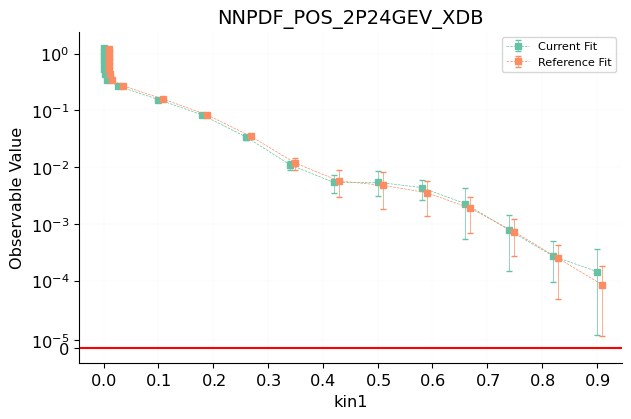 NNPDF_POS_2P24GEV_XDB
Current Fit
Reference Fit
Observable Value
10⁰
10⁻¹
10⁻²
10⁻³
10⁻⁴
10⁻⁵
0
0.0 0.1 0.2 0.3 0.4 0.5 0.6 0.7 0.8 0.9
kin1